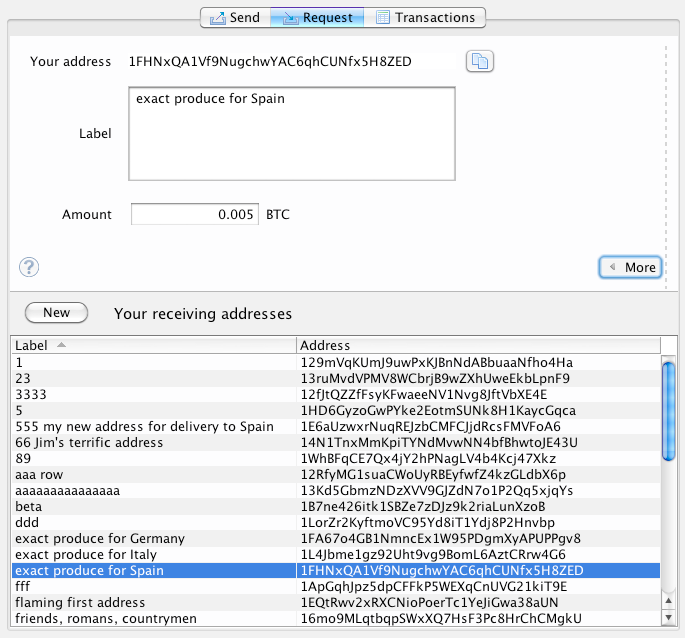 Send Request Transactions
Your address 1FHNxQA1Vf9NugchwYAC6qhCUNfx5H8ZED
exact produce for Spain
Label
Amount 0.005 BTC
? More
New Your receiving addresses
Label Address
1 129mVqKUmJ9uwPxKJBnNdABbuaaNfho4Ha
23 13ruMvdVPMV8WCbrjB9wZXhUweEkbLpnF9
3333 12fJtQZZfFsyKFwaeeNV1Nvg8JftVbXE4E
5 1HD6GyzoGwPYke2EotmSUNk8H1KaycGqca
555 my new address for delivery to Spain 1E6aUzwxrNuqREJzbCMFCJjdRcsFMVFoA6
66 Jim's terrific address 14N1TnxMmKpiTYNdMvwNN4bfBhwtoJE43U
89 1WhBFqCE7Qx4jY2hPNagLV4b4Kcj47Xkz
aaa row 12RfyMG1suaCWoUyRBEyfwfZ4kzGLdbX6p
aaaaaaaaaaaaaaa 13Kd5GbmzNDzXVV9GJZdN7o1P2Qq5xjqYs
beta 1B7ne426itk1SBZe7zDJz9k2riaLunXzoB
ddd 1LorZr2KyftmoVC95Yd8iT1Ydj8P2Hnvbp
exact produce for Germany 1FA67o4GB1NmncEx1W95PDgmXyAPUPPgv8
exact produce for Italy 1L4Jbme1gz92Uht9vg9BomL6AztCRrw4G6
exact produce for Spain 1FHNxQA1Vf9NugchwYAC6qhCUNfx5H8ZED
fff 1ApGqhJpz5dpCFFkP5WEXqCnUVG21kiT9E
flaming first address 1EQtRwv2xRXCNioPoerTc1YeJiGwa38aUN
friends, romans, countrymen 16mo9MLqtbqpSWxXQ7HsF3Pc8HrChCMgkU